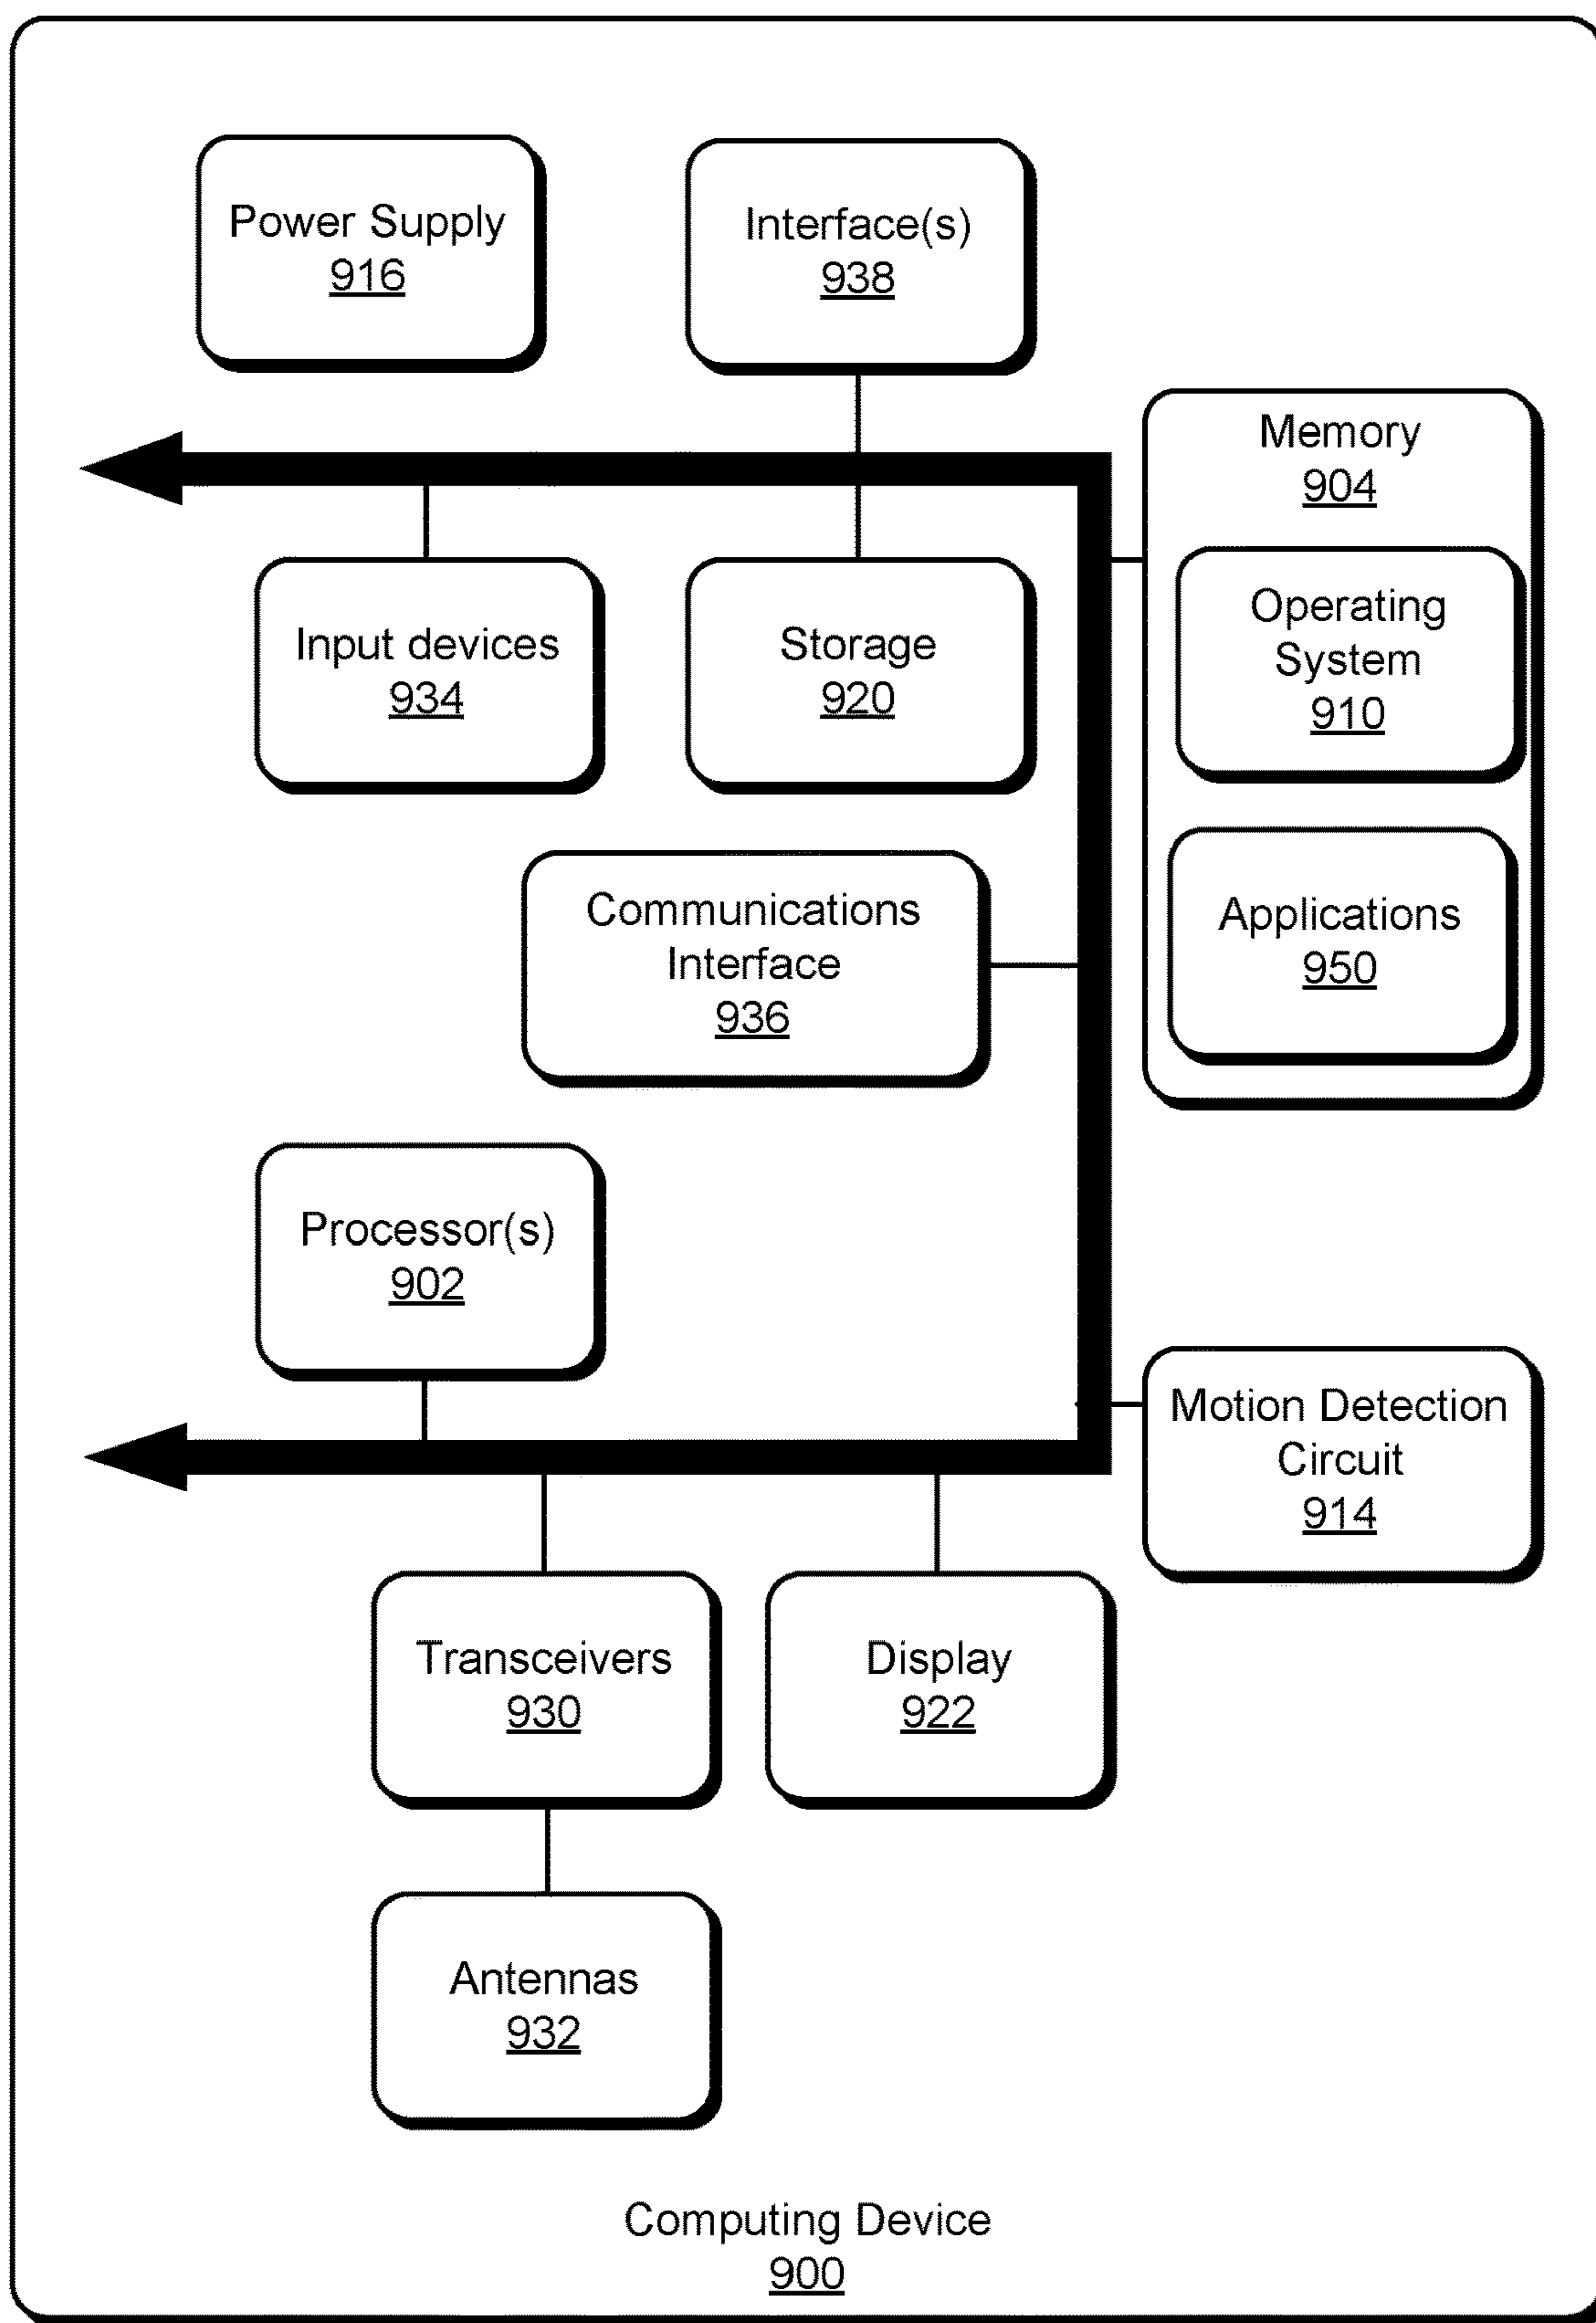 Power Supply
916
Interface(s)
938
Memory
904
Operating
System
910
Applications
950
Input devices
934
Storage
920
Communications
Interface
936
Processor(s)
902
Motion Detection
Circuit
914
Transceivers
930
Display
922
Antennas
932
Computing Device
900